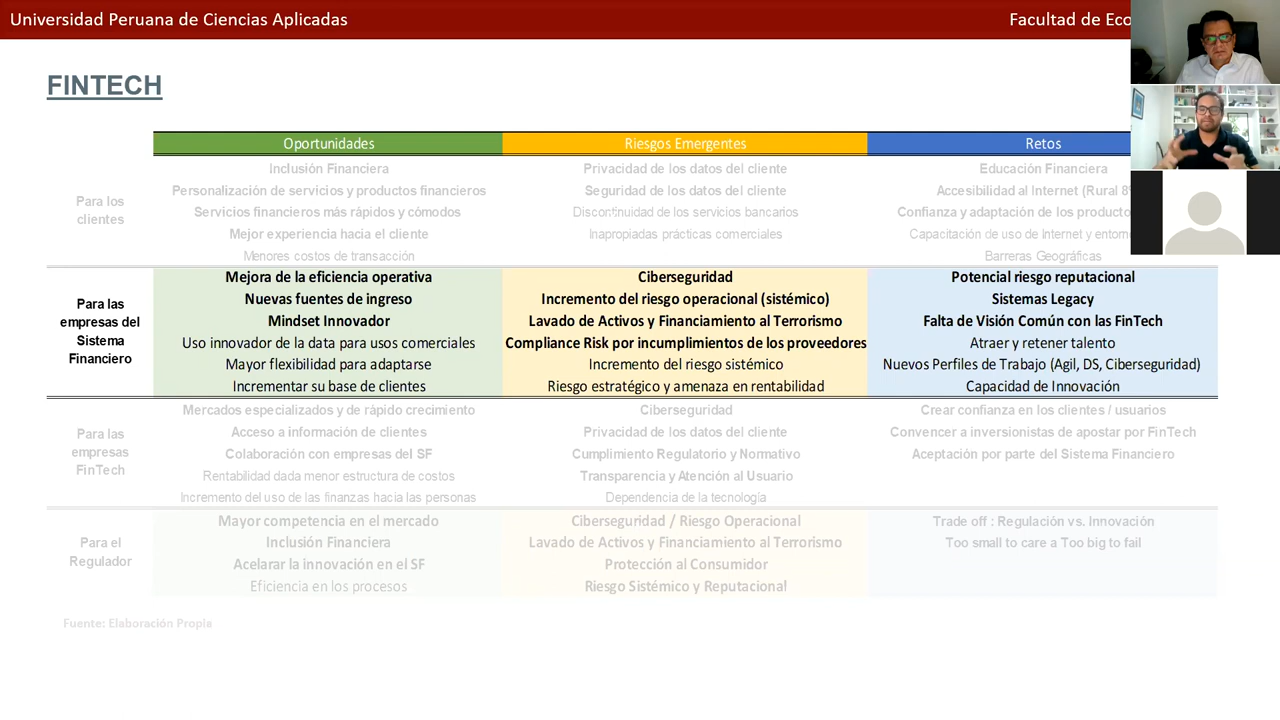 Universidad Peruana de Ciencias Aplicadas
Facultad de Eco
FINTECH
Oportunidades
Riesgos Emergentes
Retos
Para los
clientes
Inclusión Financiera
Personalización de servicios y productos financieros
Servicios financieros más rápidos y cómodos
Mejor experiencia hacia el cliente
Menores costos de transacción
Privacidad de los datos del cliente
Seguridad de los datos del cliente
Discontinuidad de los servicios bancarios
Inapropiadas prácticas comerciales
Educación Financiera
Accesibilidad al Internet (Rural
Confianza y adaptación de los producto
Capacitación de uso de Internet y entorn
Barreras Geográficas
Para las
empresas del
Sistema
Financiero
Mejora de la eficiencia operativa
Nuevas fuentes de ingreso
Mindset Innovador
Uso innovador de la data para usos comerciales
Mayor flexibilidad para adaptarse
Incrementar su base de clientes
Ciberseguridad
Incremento del riesgo operacional (sistémico)
Lavado de Activos y Financiamiento al Terrorismo
Compliance Risk por incumplimientos de los proveedores
Incremento del riesgo sistémico
Riesgo estratégico y amenaza en rentabilidad
Potencial riesgo reputacional
Sistemas Legacy
Falta de Visión Común con las FinTech
Atraer y retener talento
Nuevos Perfiles de Trabajo (Agil, DS, Ciberseguridad)
Capacidad de Innovación
Para las
empresas
FinTech
Mercados especializados y de rápido crecimiento
Acceso a información de clientes
Colaboración con empresas del SF
Rentabilidad dada menor estructura de costos
Incremento del uso de las finanzas hacia las personas
Ciberseguridad
Privacidad de los datos del cliente
Cumplimiento Regulatorio y Normativo
Transparencia y Atención al Usuario
Dependencia de la tecnología
Crear confianza en los clientes / usuarios
Convencer a inversionistas de apostar por FinTech
Aceptación por parte del Sistema Financiero
Para el
Regulador
Mayor competencia en el mercado
Inclusión Financiera
Acelarar la innovación en el SF
Eficiencia en los procesos
Ciberseguridad / Riesgo Operacional
Lavado de Activos y Financiamiento al Terrorismo
Protección al Consumidor
Riesgo Sistémico y Reputacional
Trade off : Regulación vs. Innovación
Too small to care a Too big to fail
Fuente: Elaboración Propia